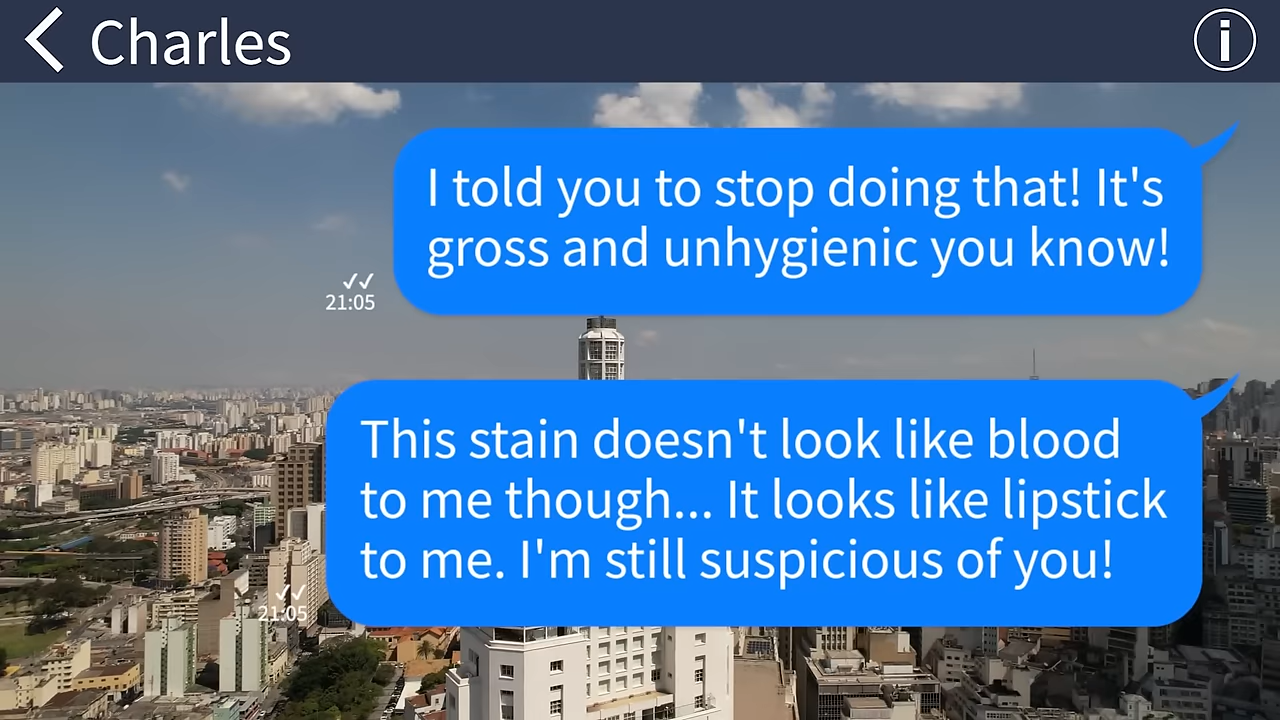 Charles
I told you to stop doing that! It's
gross and unhygienic you know!
21:05
This stain doesn't look like blood
to me though... It looks like lipstick
to me. I'm still suspicious of you!
21:05